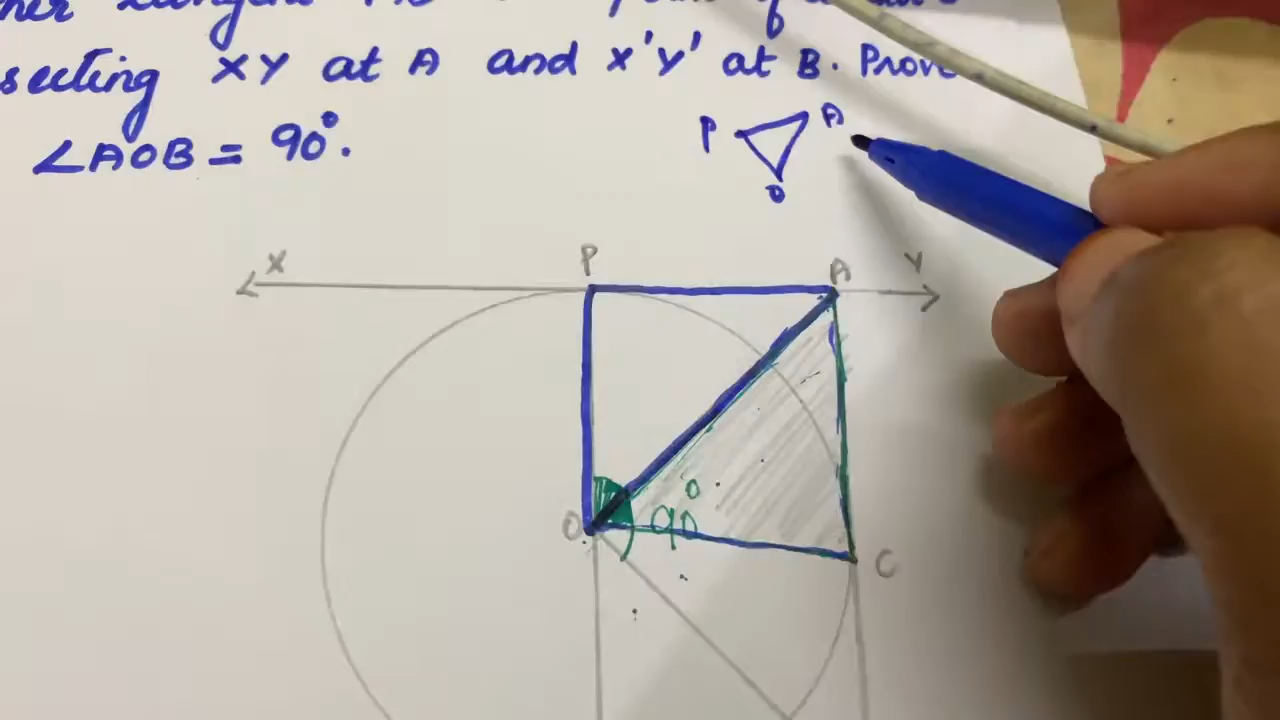 secting XY at A and X'Y' at B. Prove
∠AOB = 90°.
P A
O
X P A Y
O 90°
C